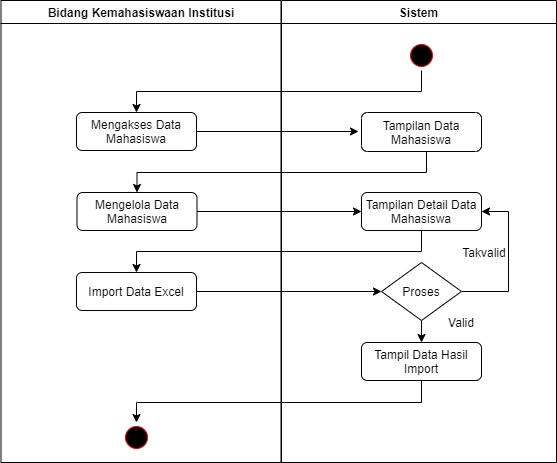 Bidang Kemahasiswaan Institusi
Sistem
Mengakses Data
Mahasiswa
Tampilan Data
Mahasiswa
Mengelola Data
Mahasiswa
Tampilan Detail Data
Mahasiswa
Takvalid
Import Data Excel
Proses
Valid
Tampil Data Hasil
Import